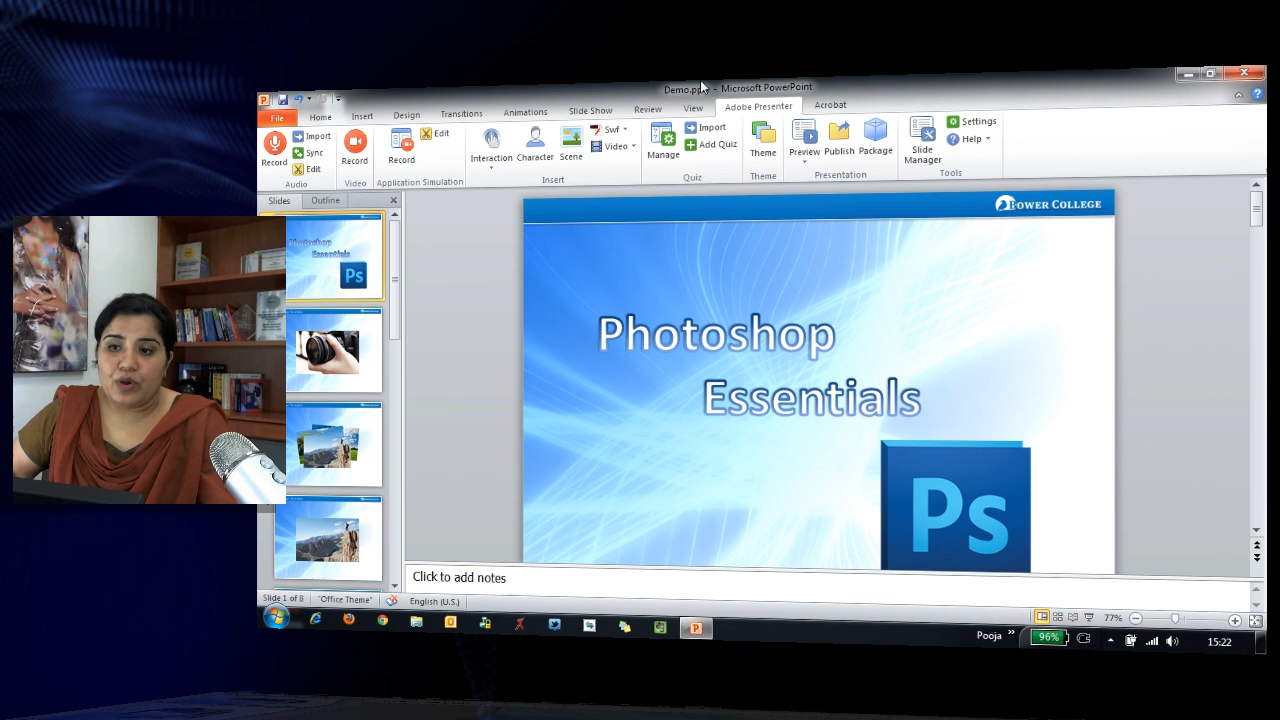 Demo.pptx - Microsoft PowerPoint
File Home Insert Design Transitions Animations Slide Show Review View Adobe Presenter Acrobat
Record Import Sync Edit
Audio
Record
Video
Record Edit
Application Simulation
Interaction Character Scene Swf Video
Insert
Manage Import Add Quiz
Quiz
Theme
Theme
Preview Publish Package
Presentation
Slide Manager Settings Help
Tools
Slides Outline
Photoshop
Essentials
Ps
POWER COLLEGE
Photoshop
Essentials
Ps
Click to add notes
Slide 1 of 8 "Office Theme" English (U.S.) 77%
Pooja » 96% 15:22